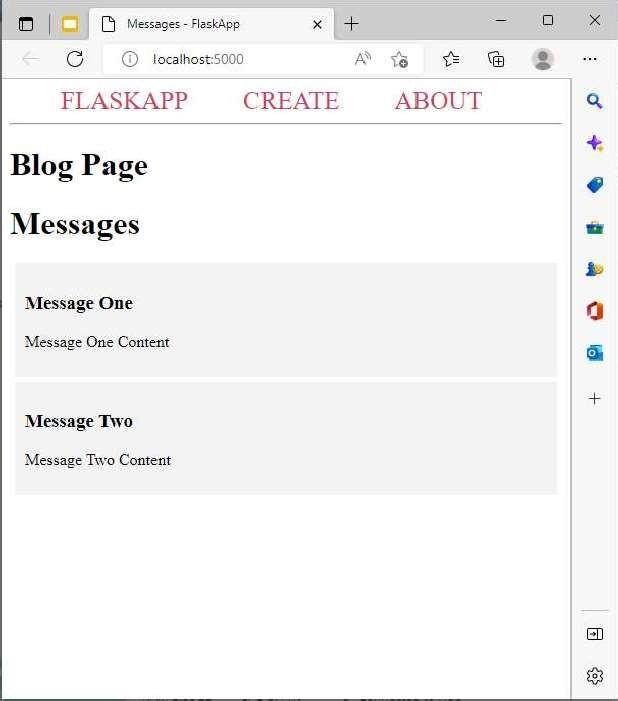 Messages - FlaskApp
localhost:5000
FLASKAPP CREATE ABOUT
Blog Page
Messages
Message One
Message One Content
Message Two
Message Two Content